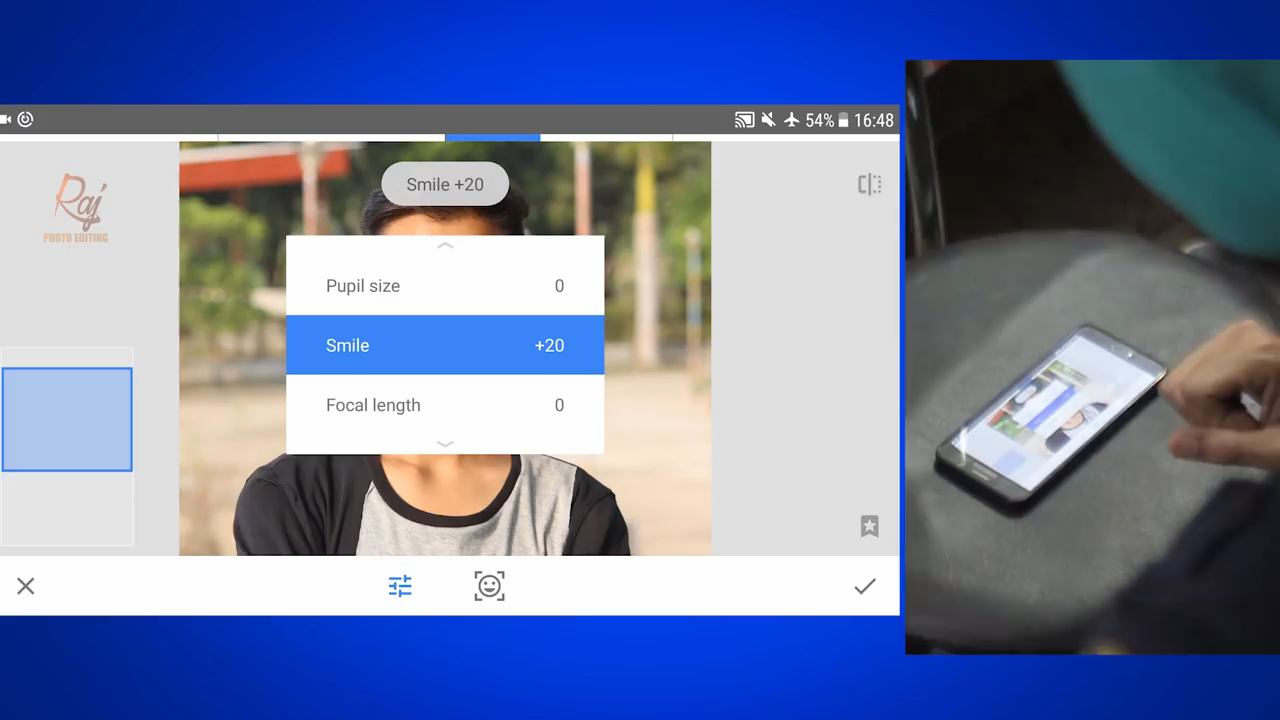 54% 16:48
Raj
PHOTO EDITING
Smile +20
Pupil size 0
Smile +20
Focal length 0